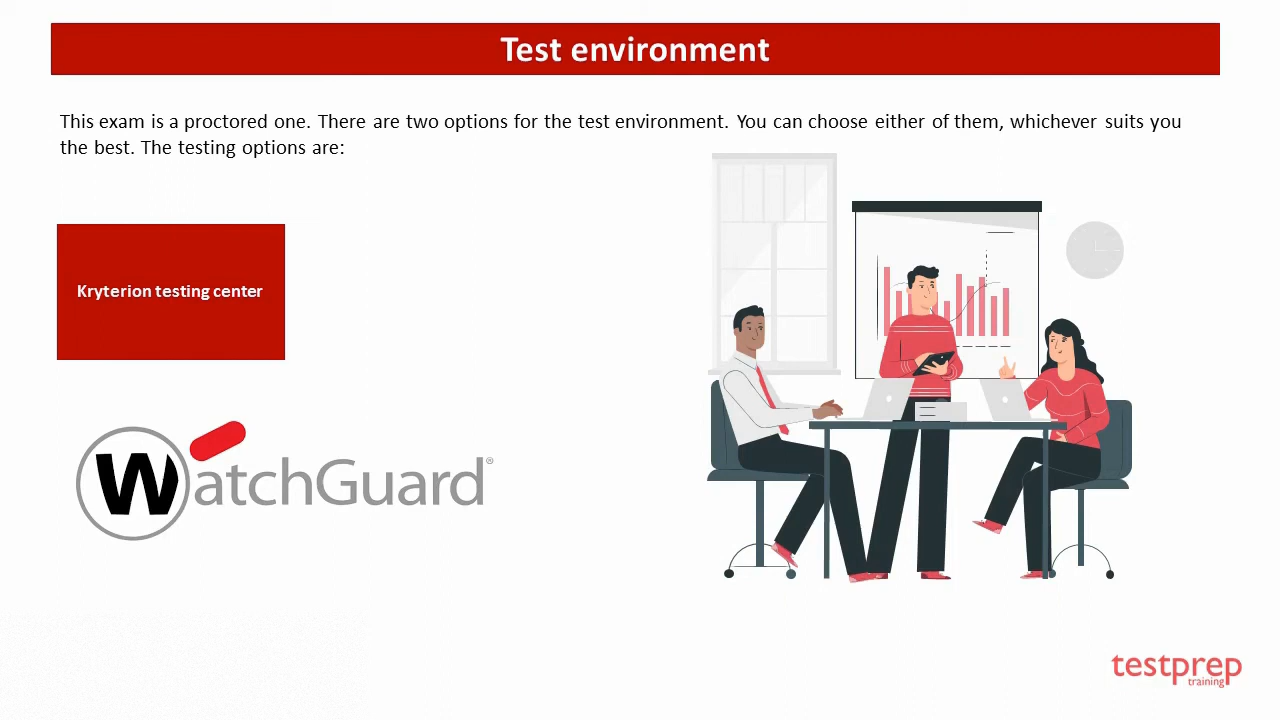 Test environment
This exam is a proctored one. There are two options for the test environment. You can choose either of them, whichever suits you
the best. The testing options are:
Kryterion testing center
WatchGuard®
testprep
training